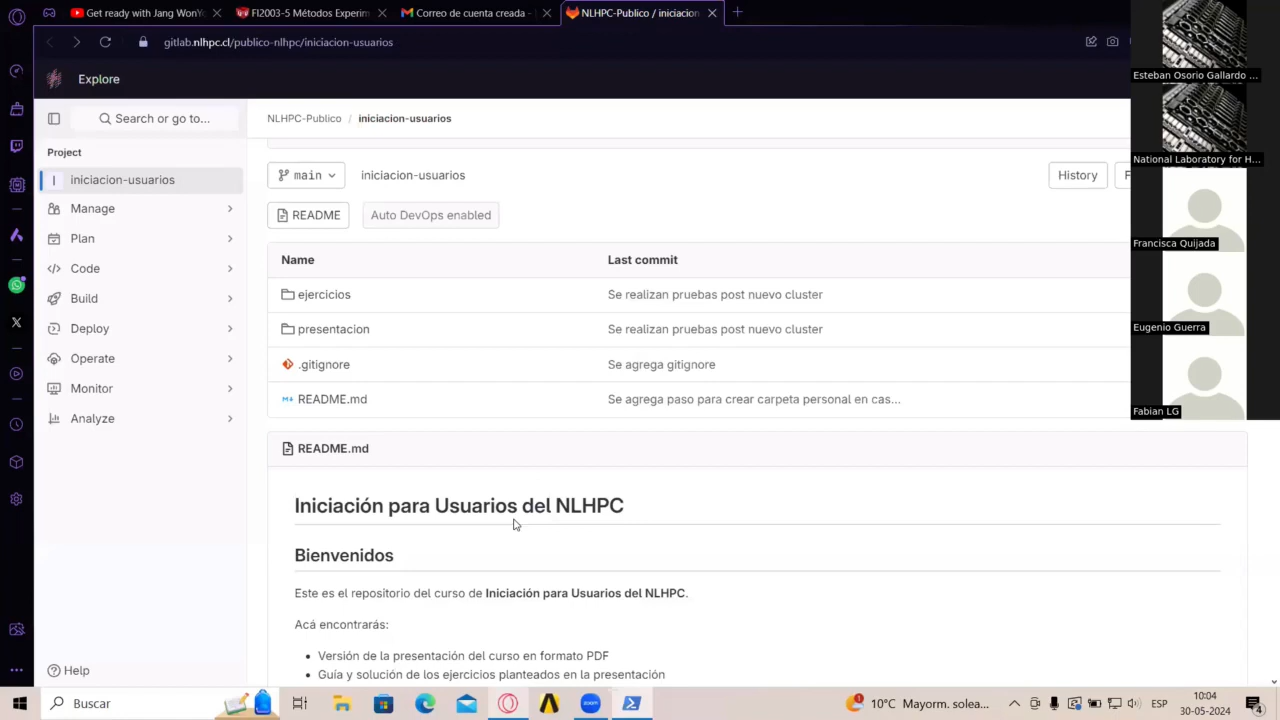 Get ready with Jang WonY
FI2003-5 Métodos Experim
Correo de cuenta creada -
NLHPC-Publico / iniciacion
gitlab.nlhpc.cl/publico-nlhpc/iniciacion-usuarios
Explore
Esteban Osorio Gallardo ...
Search or go to...
NLHPC-Publico / iniciacion-usuarios
Project
National Laboratory for H...
iniciacion-usuarios
main
iniciacion-usuarios
History
F
Manage
README
Auto DevOps enabled
Plan
Francisca Quijada
Name
Last commit
Code
ejercicios
Se realizan pruebas post nuevo cluster
Build
Deploy
presentacion
Se realizan pruebas post nuevo cluster
Eugenio Guerra
Operate
.gitignore
Se agrega gitignore
Monitor
README.md
Se agrega paso para crear carpeta personal en cas...
Analyze
Fabian LG
README.md
Iniciación para Usuarios del NLHPC
Bienvenidos
Este es el repositorio del curso de Iniciación para Usuarios del NLHPC.
Acá encontrarás:
• Versión de la presentación del curso en formato PDF
• Guía y solución de los ejercicios planteados en la presentación
Help
Buscar
zoom
1
10°C Mayorm. solea...
ESP
10:04
30-05-2024
4